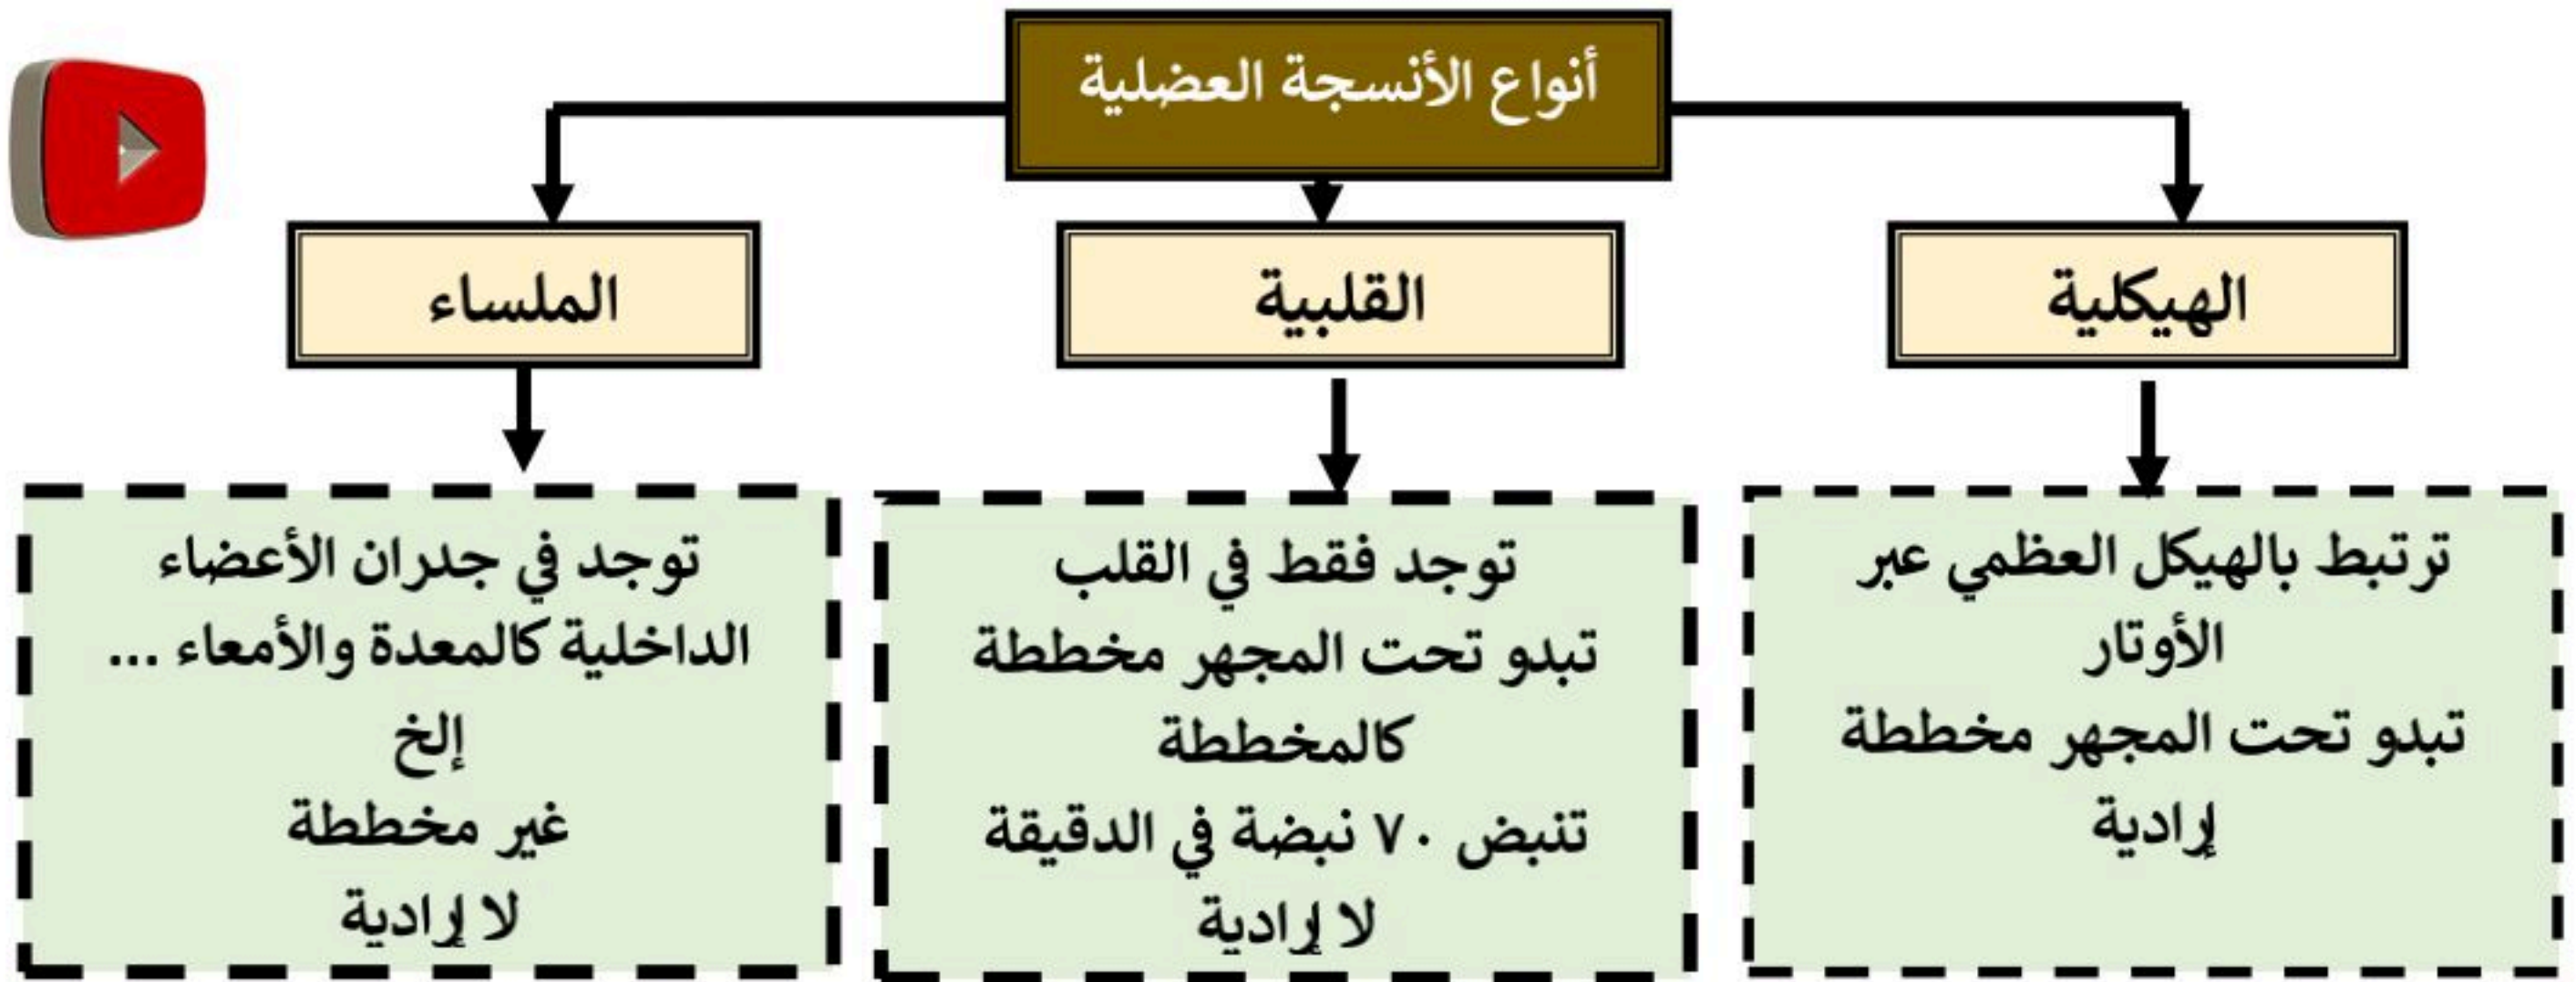 أنواع الأنسجة العضلية
الهيكلية
القلبية
الملساء
ترتبط بالهيكل العظمي عبر
الأوتار
تبدو تحت المجهر مخططة
إرادية
توجد فقط في القلب
تبدو تحت المجهر مخططة
كالمخططة
تنبض ٧٠ نبضة في الدقيقة
لا إرادية
توجد في جدران الأعضاء
الداخلية كالمعدة والأمعاء ...
إلخ
غير مخططة
لا إرادية